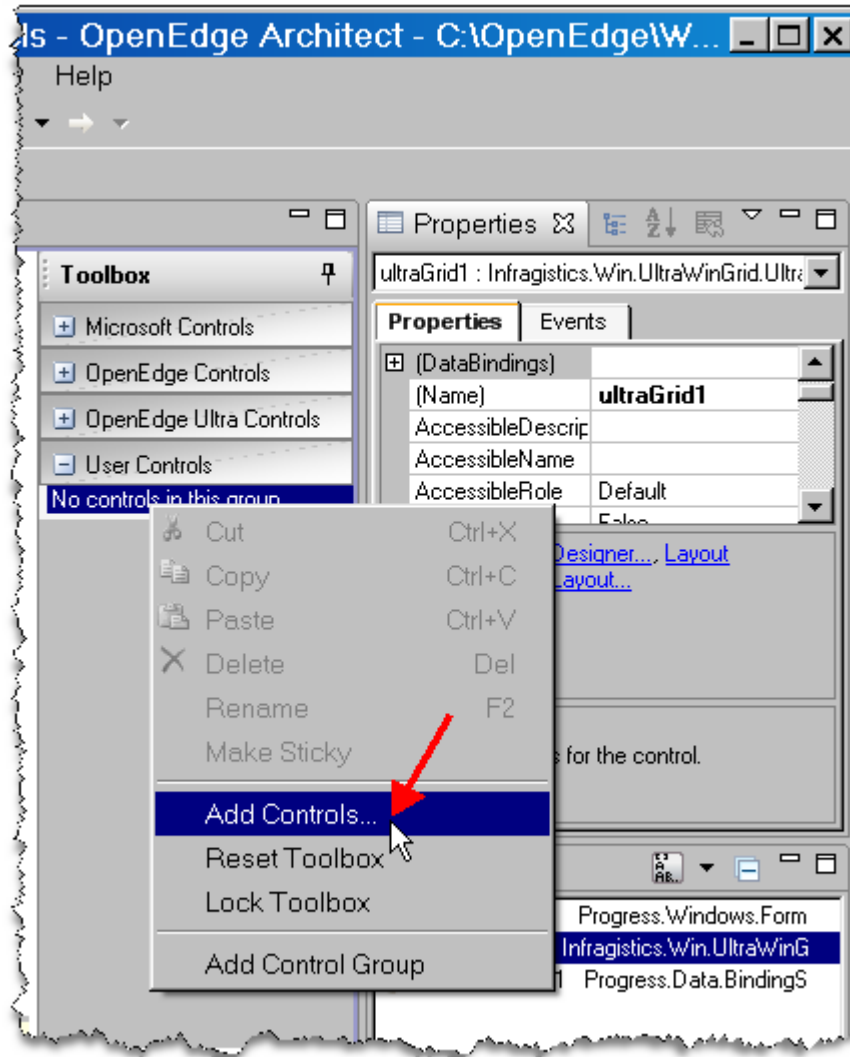 ls - OpenEdge Architect - C:\OpenEdge\W...
Help
Properties
Toolbox
ultraGrid1 : Infragistics.Win.UltraWinGrid.Ultra
Microsoft Controls
OpenEdge Controls
OpenEdge Ultra Controls
User Controls
No controls in this group
Properties Events
(DataBindings)
(Name) ultraGrid1
AccessibleDescrip
AccessibleName
AccessibleRole Default
False
Designer..., Layout
Layout...
Cut Ctrl+X
Copy Ctrl+C
Paste Ctrl+V
Delete Del
Rename F2
Make Sticky
Add Controls...
Reset Toolbox
Lock Toolbox
Add Control Group
for the control.
Progress.Windows.Form
Infragistics.Win.UltraWinG
Progress.Data.BindingS